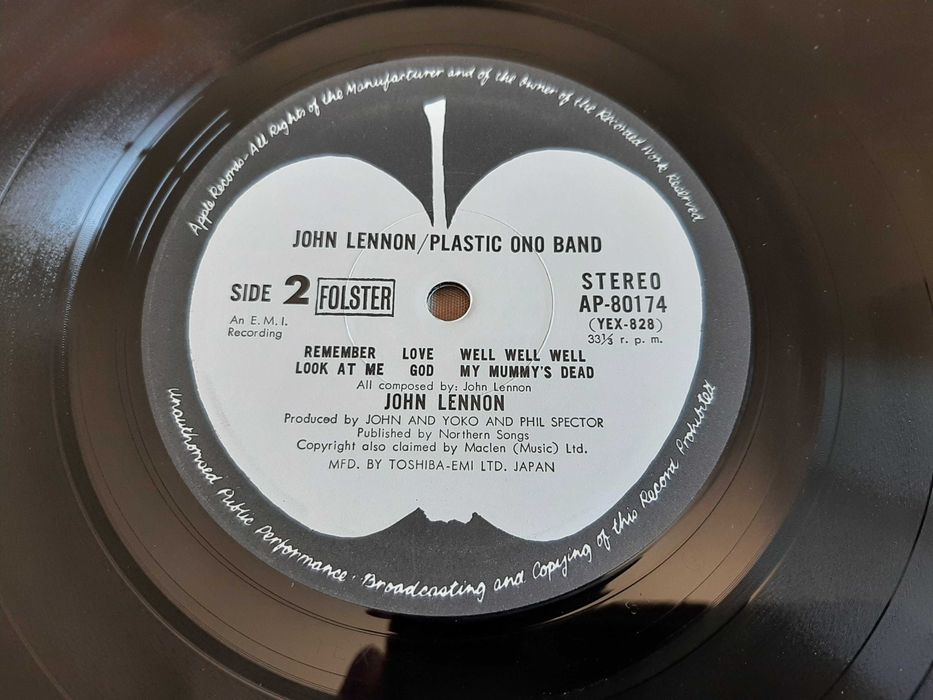 Apple Records - All Rights of the Manufacturer and of the Owner of the Recorded Work Reserved
JOHN LENNON/PLASTIC ONO BAND
SIDE 2 FOLSTER
An E.M.I.
Recording
STEREO
AP-80174
(YEX-828)
33⅓ r. p. m.
REMEMBER LOVE WELL WELL WELL
LOOK AT ME GOD MY MUMMY'S DEAD
All composed by: John Lennon
JOHN LENNON
Produced by JOHN AND YOKO AND PHIL SPECTOR
Published by Northern Songs
Copyright also claimed by Maclen (Music) Ltd.
MFD. BY TOSHIBA-EMI LTD. JAPAN
Unauthorised Public Performance · Broadcasting and Copying of this Record Prohibited